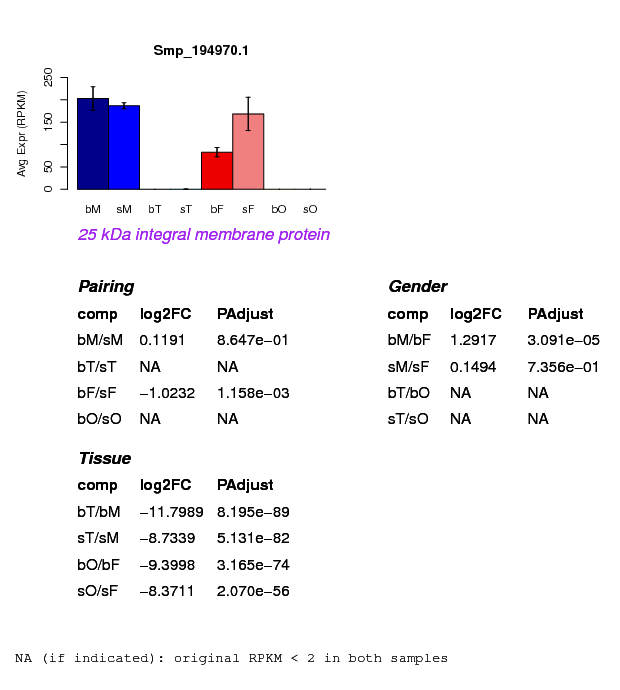 Smp_194970.1
Avg Expr (RPKM)
250
150
50
0
bM sM bT sT bF sF bO sO
25 kDa integral membrane protein
Pairing
comp log2FC PAdjust
bM/sM 0.1191 8.647e−01
bT/sT NA NA
bF/sF −1.0232 1.158e−03
bO/sO NA NA
Gender
comp log2FC PAdjust
bM/bF 1.2917 3.091e−05
sM/sF 0.1494 7.356e−01
bT/bO NA NA
sT/sO NA NA
Tissue
comp log2FC PAdjust
bT/bM −11.7989 8.195e−89
sT/sM −8.7339 5.131e−82
bO/bF −9.3998 3.165e−74
sO/sF −8.3711 2.070e−56
NA (if indicated): original RPKM < 2 in both samples